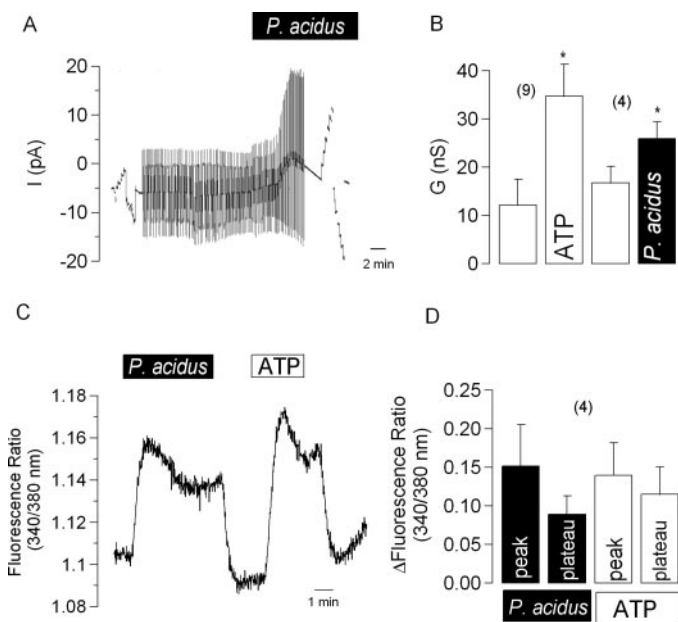 A
P. acidus
20
10
0
-10
-20
I (pA)
2 min
B
50
40
30
20
10
0
G (nS)
(9)
*
ATP
(4)
*
P. acidus
C
P. acidus
ATP
1.18
1.16
1.14
1.12
1.1
1.08
Fluorescence Ratio
(340/380 nm)
1 min
D
0.25
0.20
0.15
0.10
0.05
0.00
ΔFluorescence Ratio
(340/380 nm)
(4)
peak
plateau
peak
plateau
P. acidus
ATP